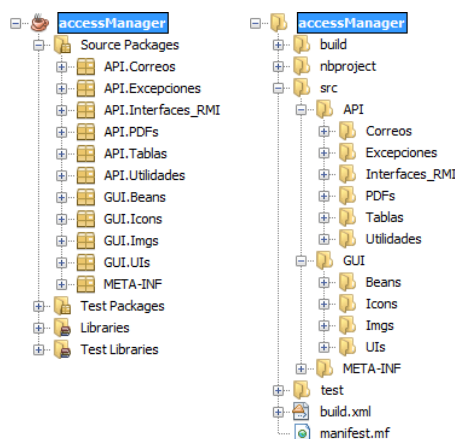 accessManager
Source Packages
API.Correos
API.Excepciones
API.Interfaces_RMI
API.PDFs
API.Tablas
API.Utilidades
GUI.Beans
GUI.Icons
GUI.Imgs
GUI.UIs
META-INF
Test Packages
Libraries
Test Libraries
accessManager
build
nbproject
src
API
Correos
Excepciones
Interfaces_RMI
PDFs
Tablas
Utilidades
GUI
Beans
Icons
Imgs
UIs
META-INF
test
build.xml
manifest.mf